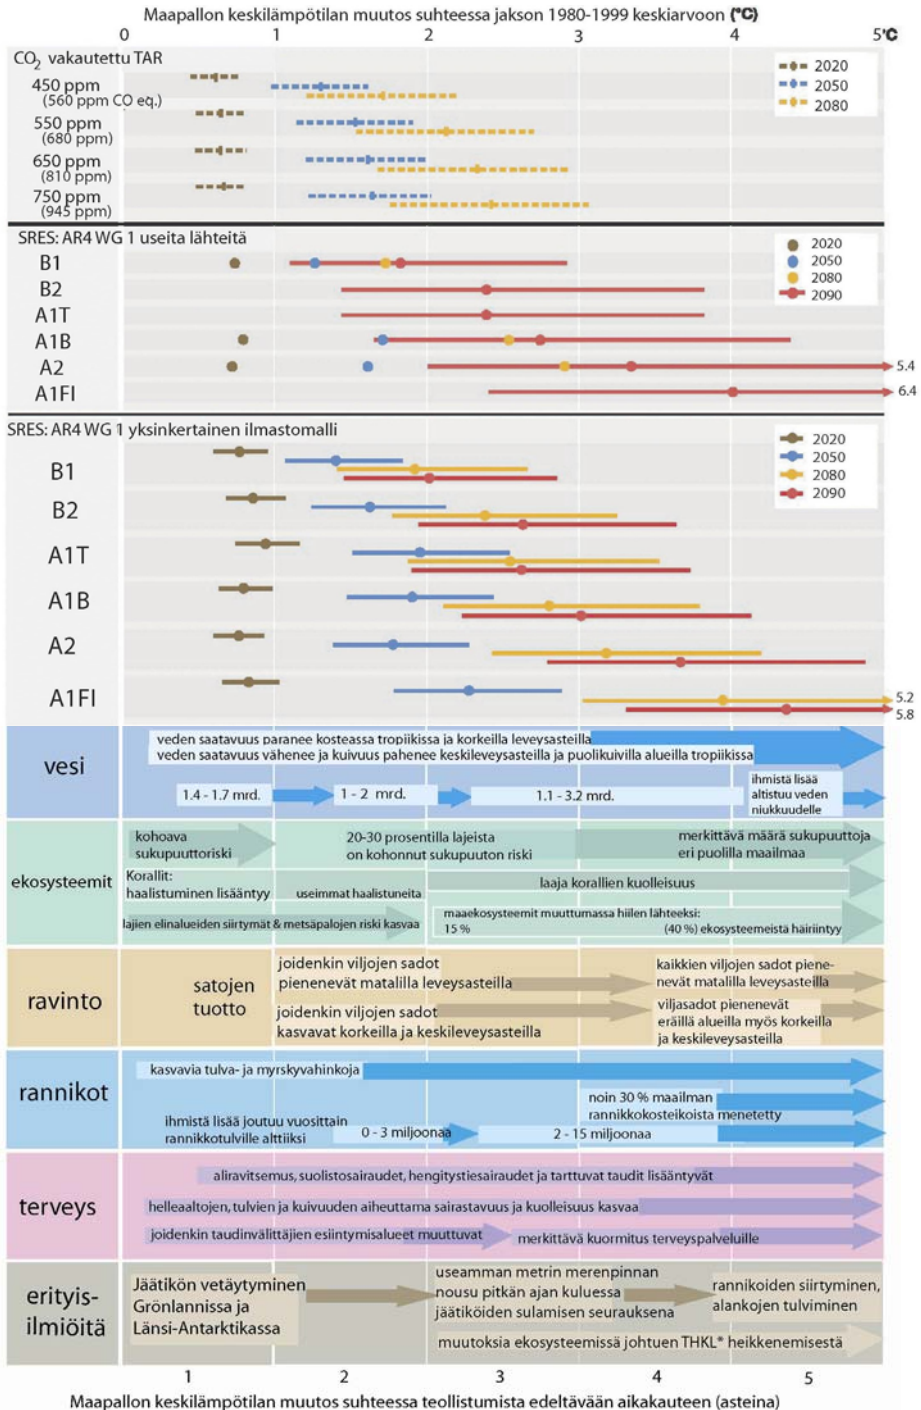 Maapallon keskilämpötilan muutos suhteessa jakson 1980-1999 keskiarvoon (°C)
0 1 2 3 4 5°C
CO2 vakautettu TAR
450 ppm
(560 ppm CO eq.)
550 ppm
(680 ppm)
650 ppm
(810 ppm)
750 ppm
(945 ppm)
2020
2050
2080
SRES: AR4 WG 1 useita lähteitä
B1
B2
A1T
A1B
A2
A1FI
2020
2050
2080
2090
5.4
6.4
SRES: AR4 WG 1 yksinkertainen ilmastomalli
B1
B2
A1T
A1B
A2
A1FI
2020
2050
2080
2090
5.2
5.8
vesi
veden saatavuus paranee kosteassa tropiikissa ja korkeilla leveysasteilla
veden saatavuus vähenee ja kuivuus pahenee keskileveysasteilla ja puolikuivilla alueilla tropiikissa
1.4 - 1.7 mrd.
1 - 2 mrd.
1.1 - 3.2 mrd.
ihmistä lisää
altistuu veden
niukkuudelle
ekosysteemit
kohoava
sukupuuttoriski
20-30 prosentilla lajeista
on kohonnut sukupuuton riski
merkittävä määrä sukupuuttoja
eri puolilla maailmaa
Korallit:
haalistuminen lisääntyy
useimmat haalistuneita
laaja korallien kuolleisuus
lajien elinalueiden siirtymät & metsäpalojen riski kasvaa
maaekosysteemit muuttumassa hiilen lähteeksi:
15 % (40 %) ekosysteemeistä häiriintyy
ravinto
satojen
tuotto
joidenkin viljojen sadot
pienenevät matalilla leveysasteilla
kaikkien viljojen sadot piene-
nevät matalilla leveysasteilla
joidenkin viljojen sadot
kasvavat korkeilla ja keskileveysasteilla
viljasadot pienenevät
eräillä alueilla myös korkeilla
ja keskileveysasteilla
rannikot
kasvavia tulva- ja myrskyvahinkoja
noin 30 % maailman
rannikkokosteikoista menetetty
ihmistä lisää joutuu vuosittain
rannikkotulville alttiiksi
0 - 3 miljoonaa
2 - 15 miljoonaa
terveys
aliravitsemus, suolistosairaudet, hengitystiesairaudet ja tarttuvat taudit lisääntyvät
helleaaltojen, tulvien ja kuivuuden aiheuttama sairastavuus ja kuolleisuus kasvaa
joidenkin taudinvälittäjien esiintymisalueet muuttuvat
merkittävä kuormitus terveyspalveluille
erityis-
ilmiöitä
Jäätikön vetäytyminen
Grönlannissa ja
Länsi-Antarktikassa
useamman metrin merenpinnan
nousu pitkän ajan kuluessa
jäätiköiden sulamisen seurauksena
rannikoiden siirtyminen,
alankojen tulviminen
muutoksia ekosysteemissä johtuen THKL* heikkenemisestä
1 2 3 4 5
Maapallon keskilämpötilan muutos suhteessa teollistumista edeltävään aikakauteen (asteina)